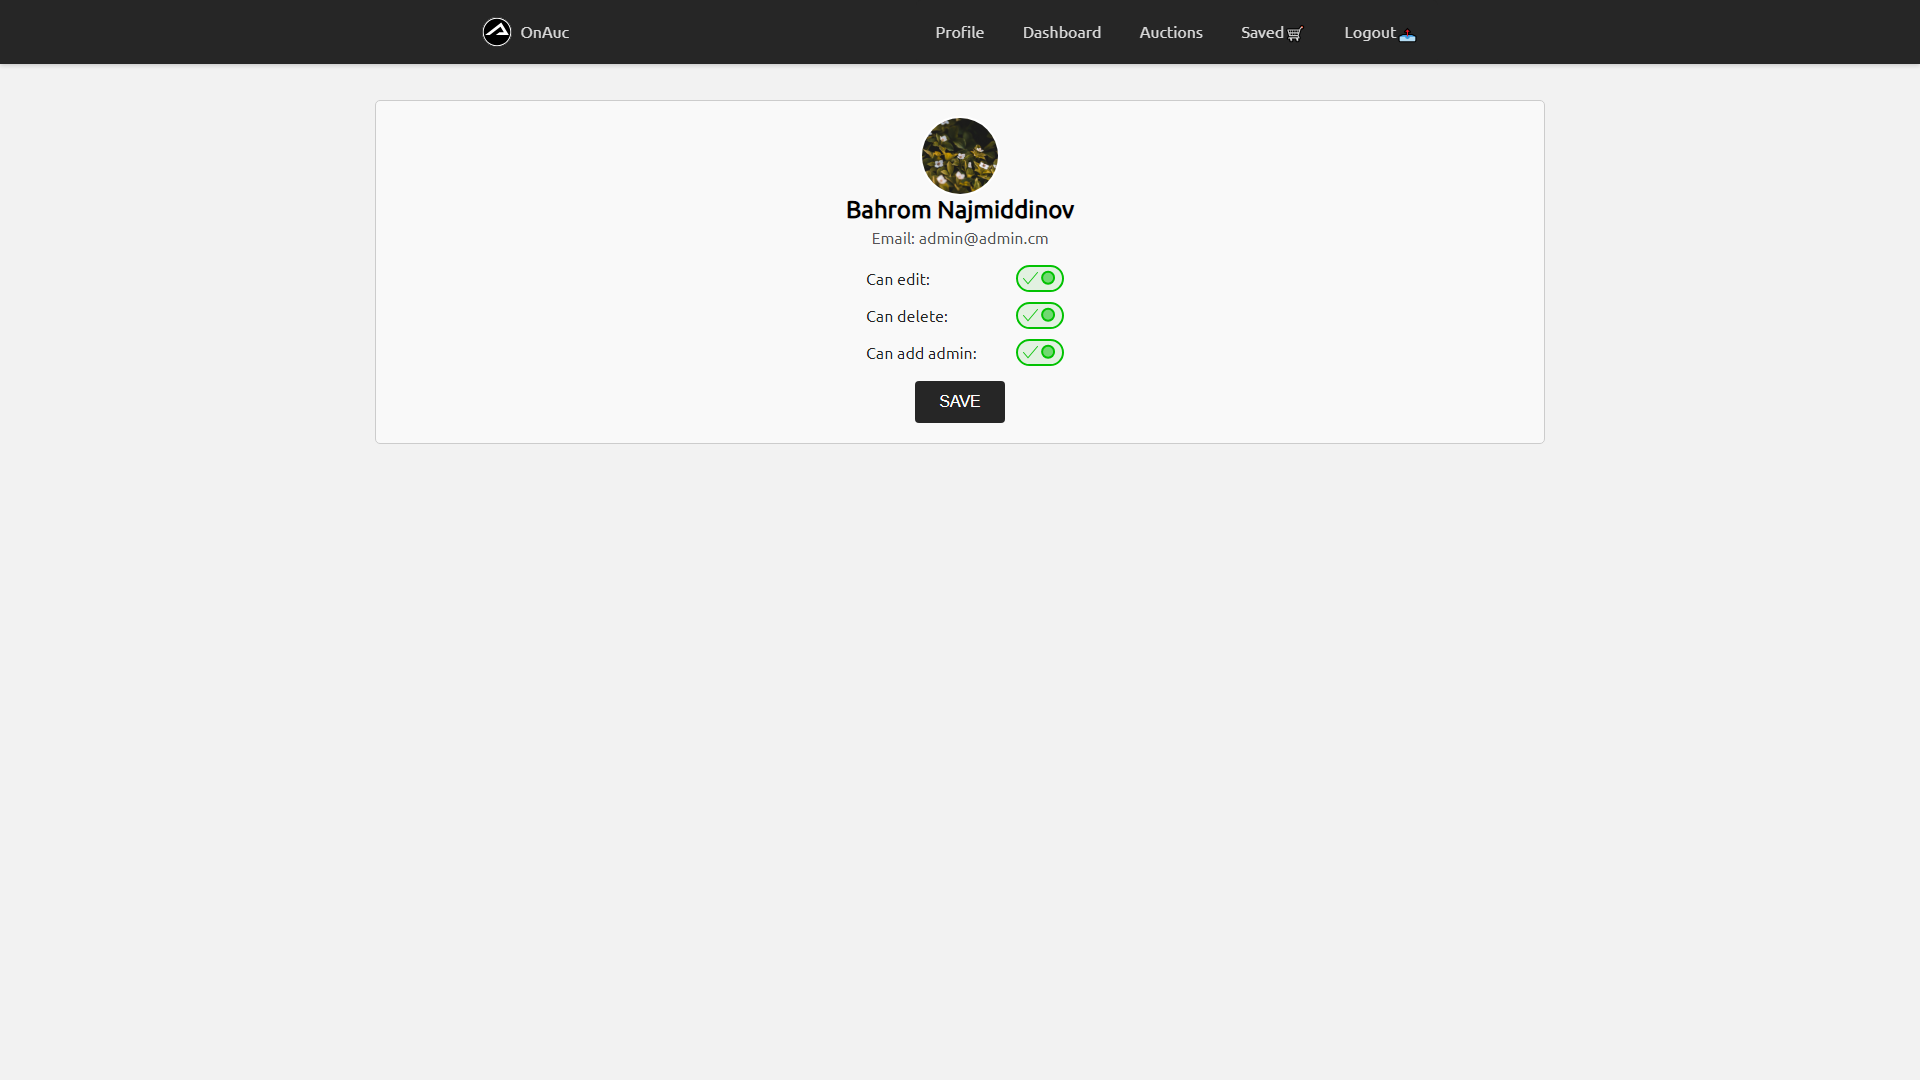 OnAuc
Profile
Dashboard
Auctions
Saved
Logout
Bahrom Najmiddinov
Email: admin@admin.cm
Can edit:
Can delete:
Can add admin:
SAVE